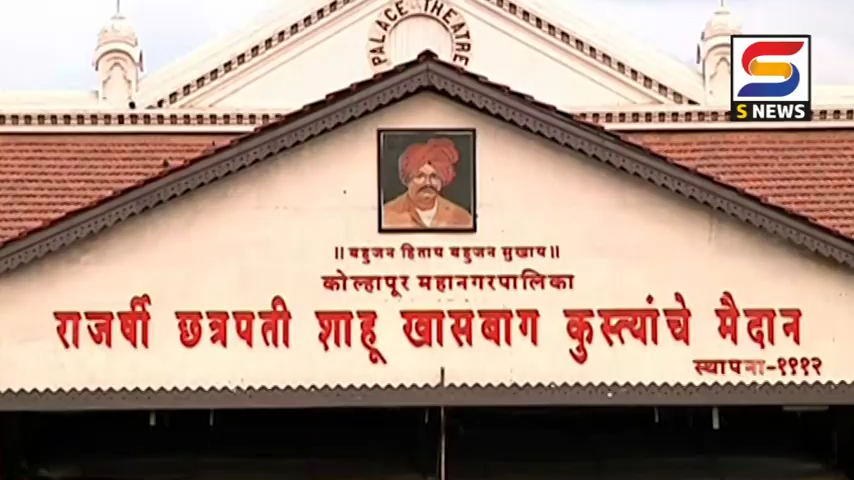 PALACE THEATRE
S NEWS
॥ बहुजन हिताय बहुजन सुखाय॥
कोल्हापूर महानगरपालिका
राजर्षी छत्रपती शाहू खासबाग कुस्त्यांचे मैदान
स्थापना-१९१२